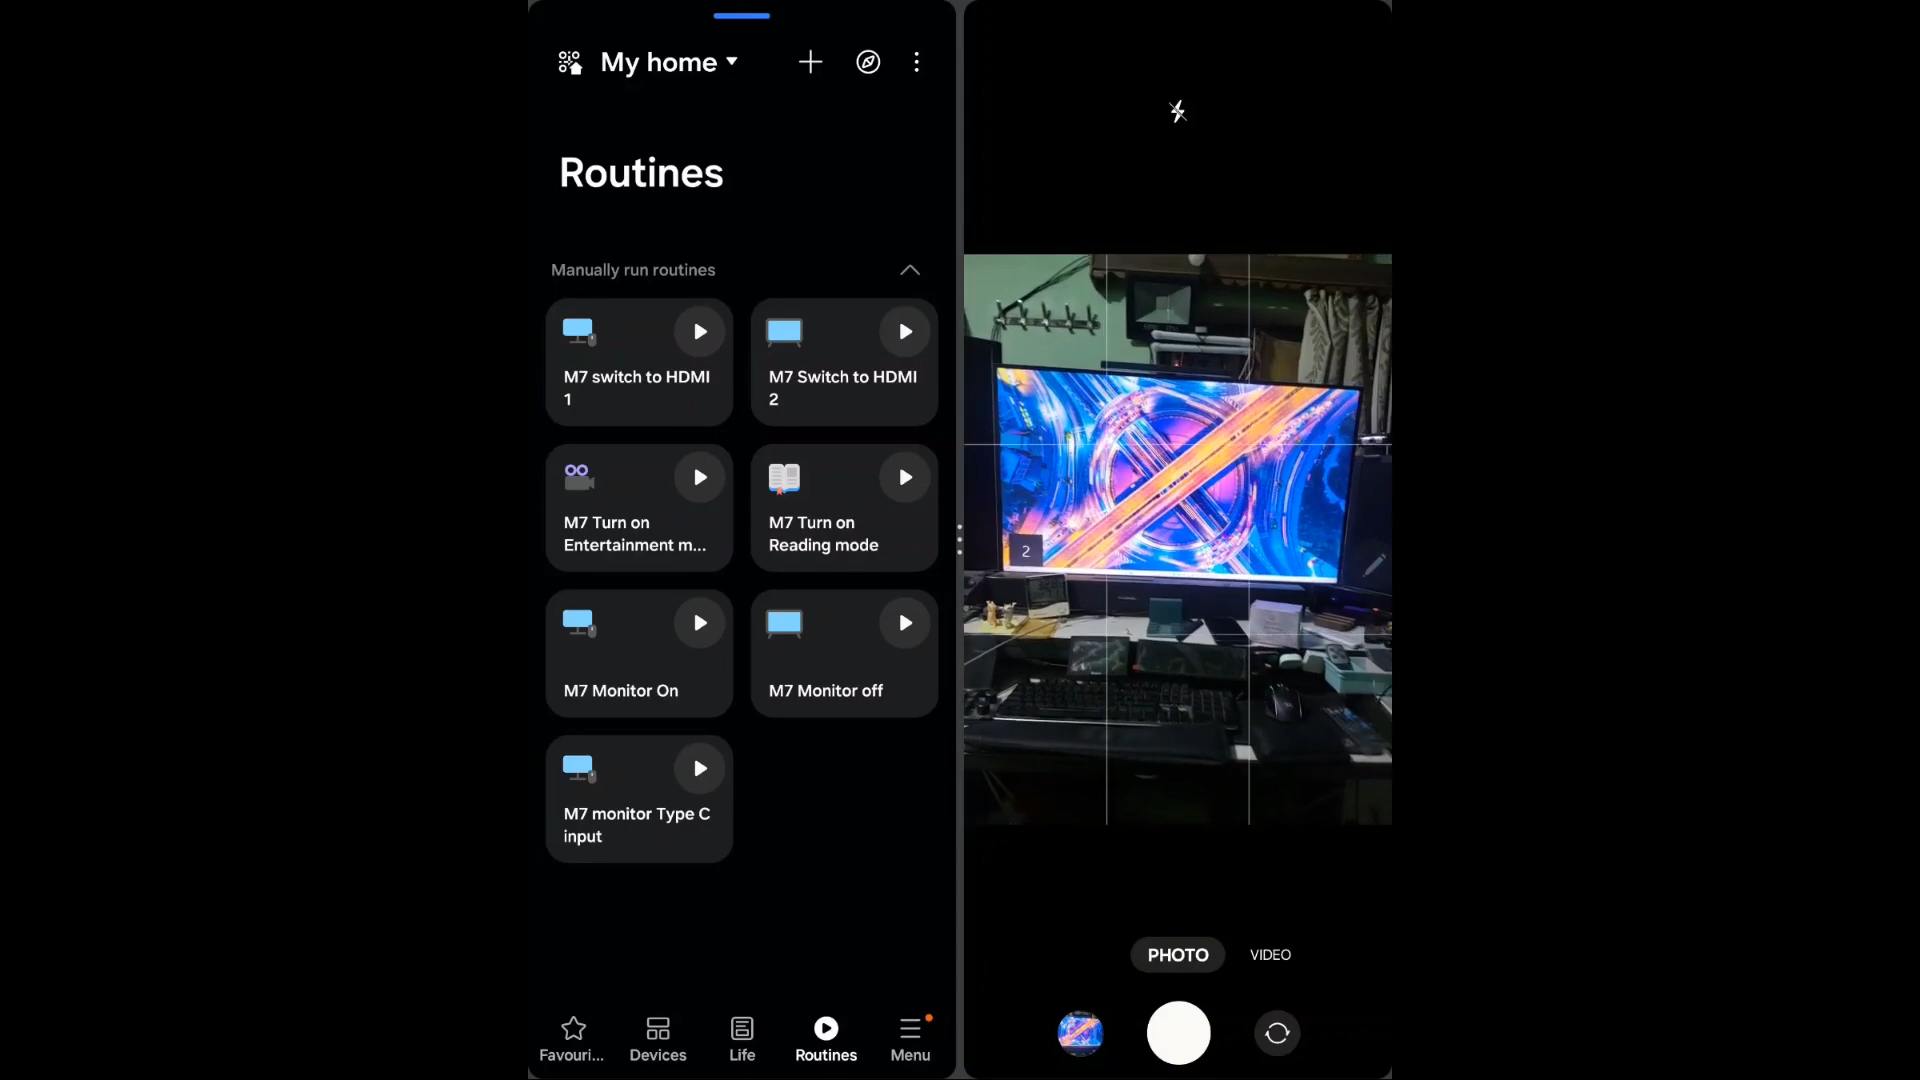 My home
Routines
Manually run routines
M7 switch to HDMI
1
M7 Switch to HDMI
2
M7 Turn on
Entertainment m...
M7 Turn on
Reading mode
M7 Monitor On
M7 Monitor off
M7 monitor Type C
input
Favouri...
Devices
Life
Routines
Menu
2
PHOTO
VIDEO